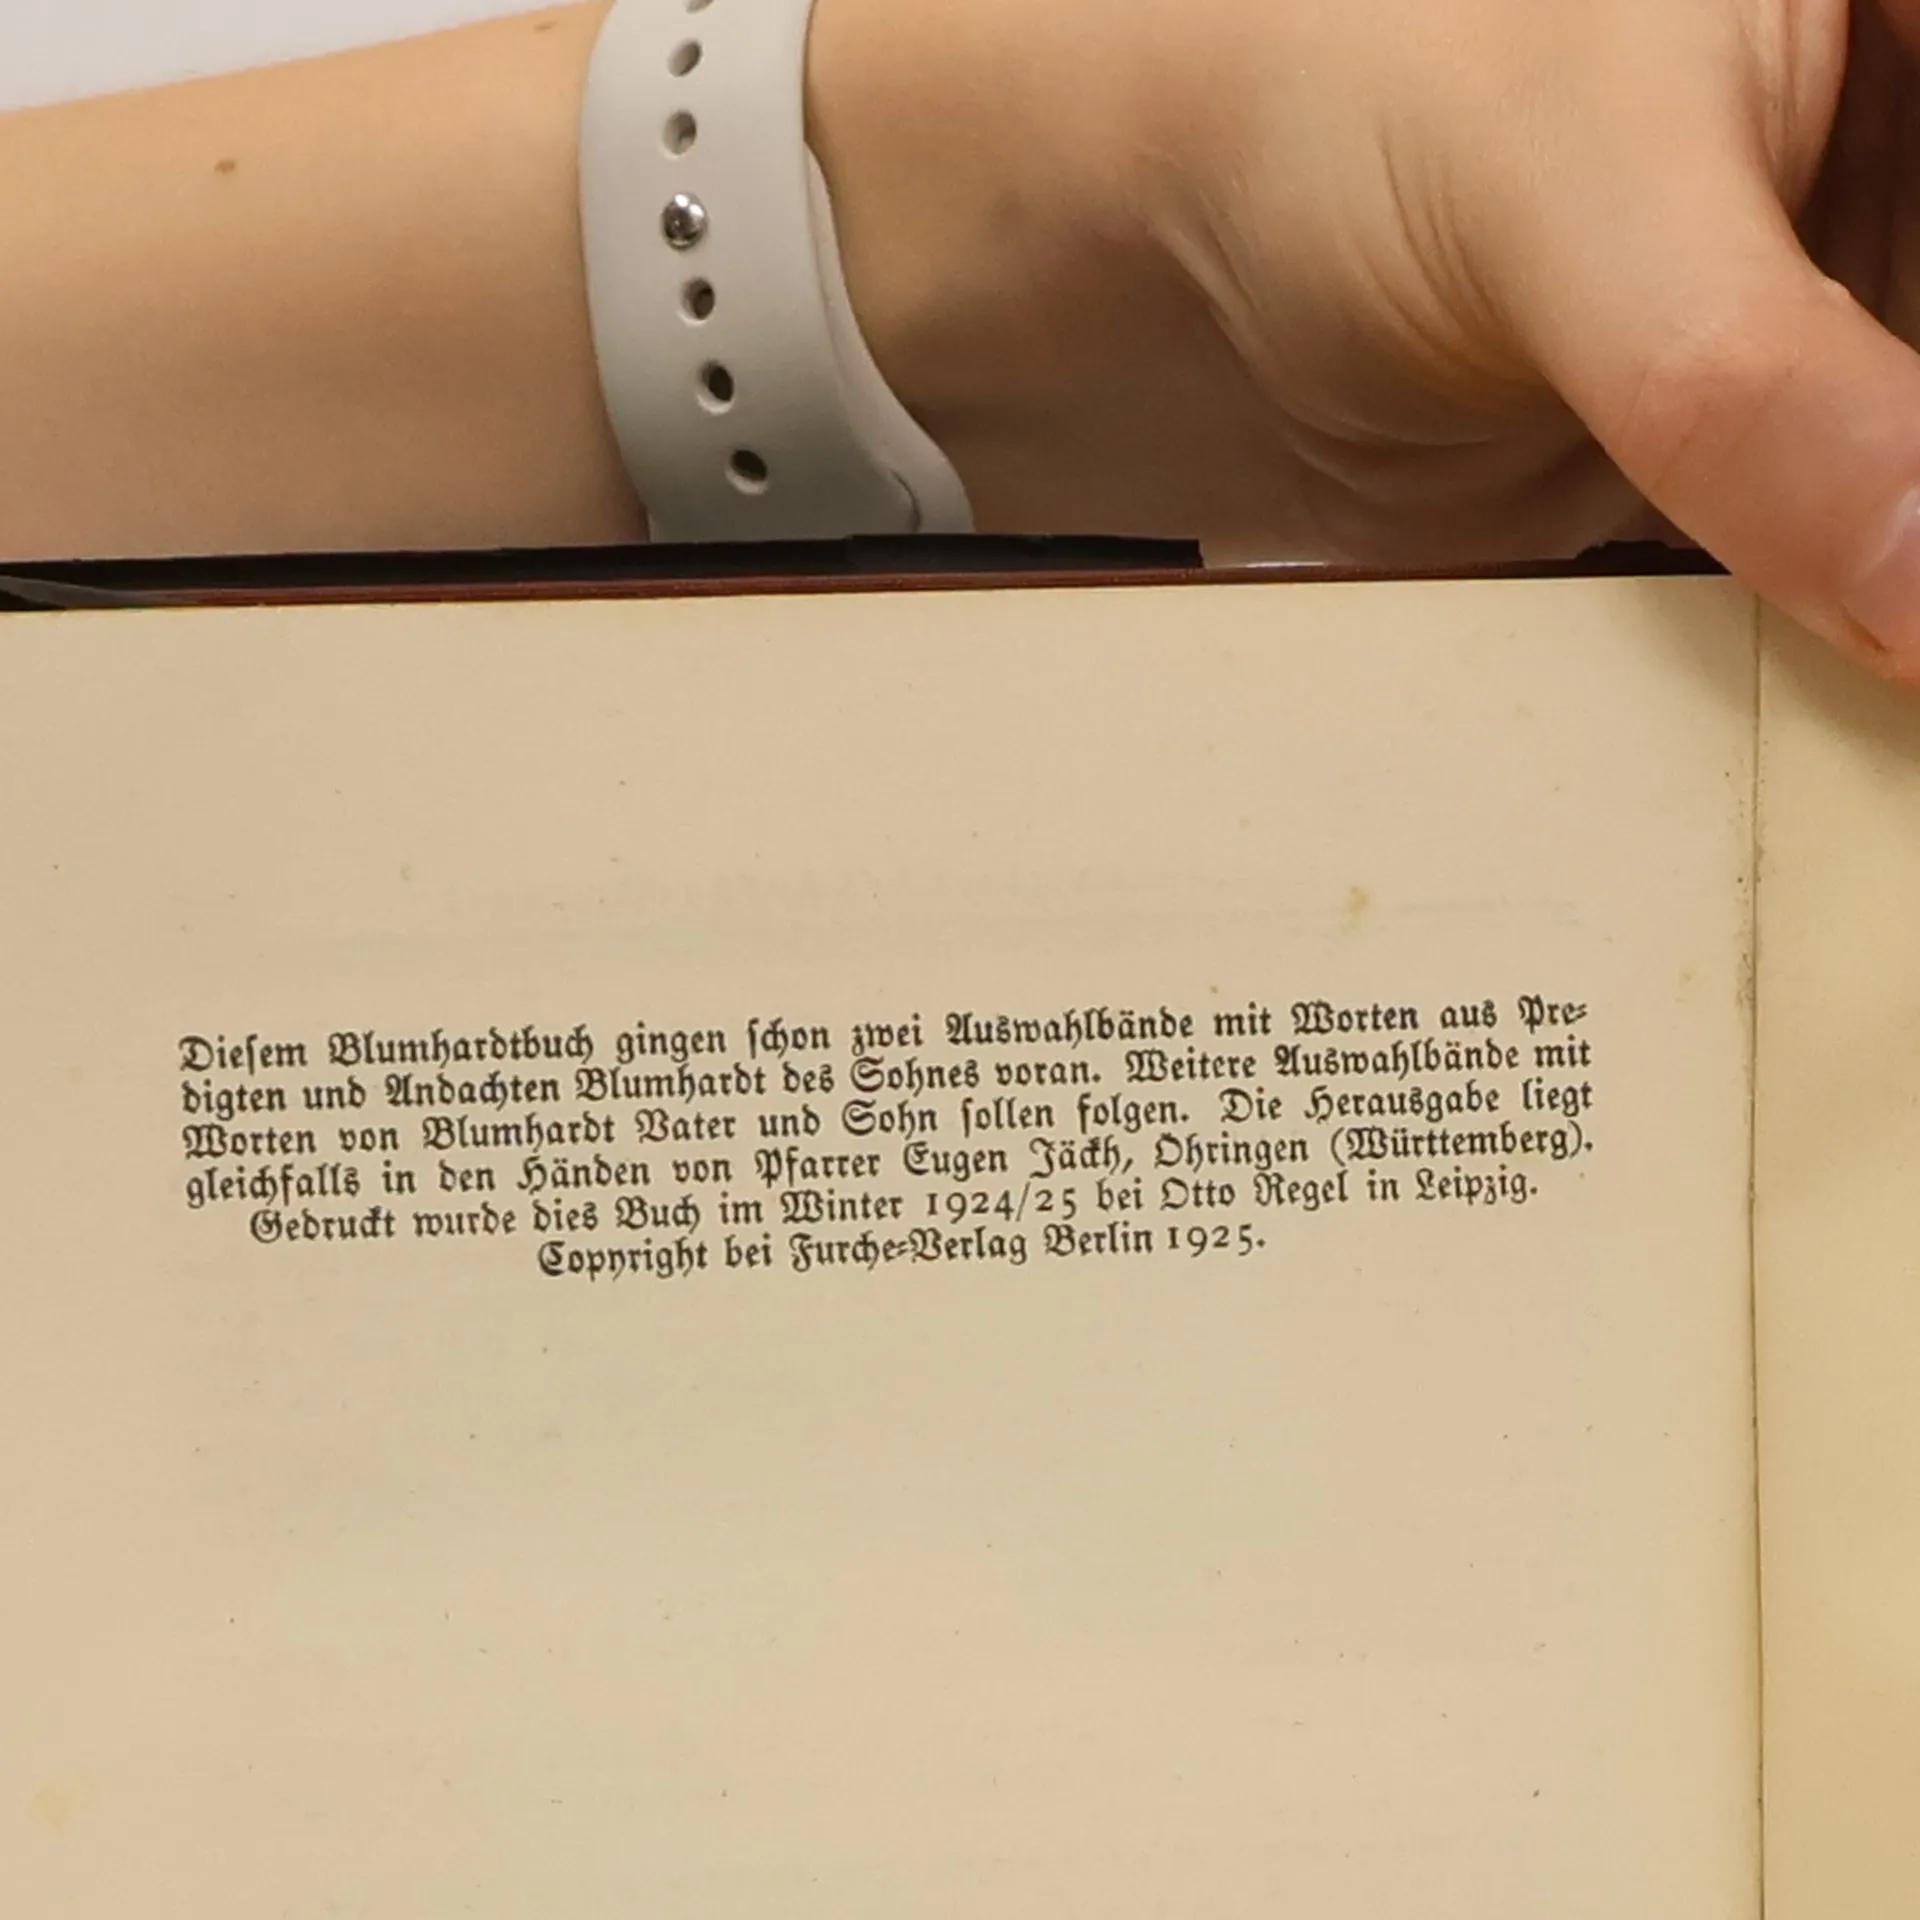 Diesem Blumhardtbuch gingen schon zwei Auswahlbände mit Worten aus Pre-
digten und Andachten Blumhardt des Sohnes voran. Weitere Auswahlbände mit
Worten von Blumhardt Vater und Sohn sollen folgen. Die Herausgabe liegt
gleichfalls in den Händen von Pfarrer Eugen Jäckh, Öhringen (Württemberg).
Gedruckt wurde dies Buch im Winter 1924/25 bei Otto Regel in Leipzig.
Copyright bei Furche-Verlag Berlin 1925.